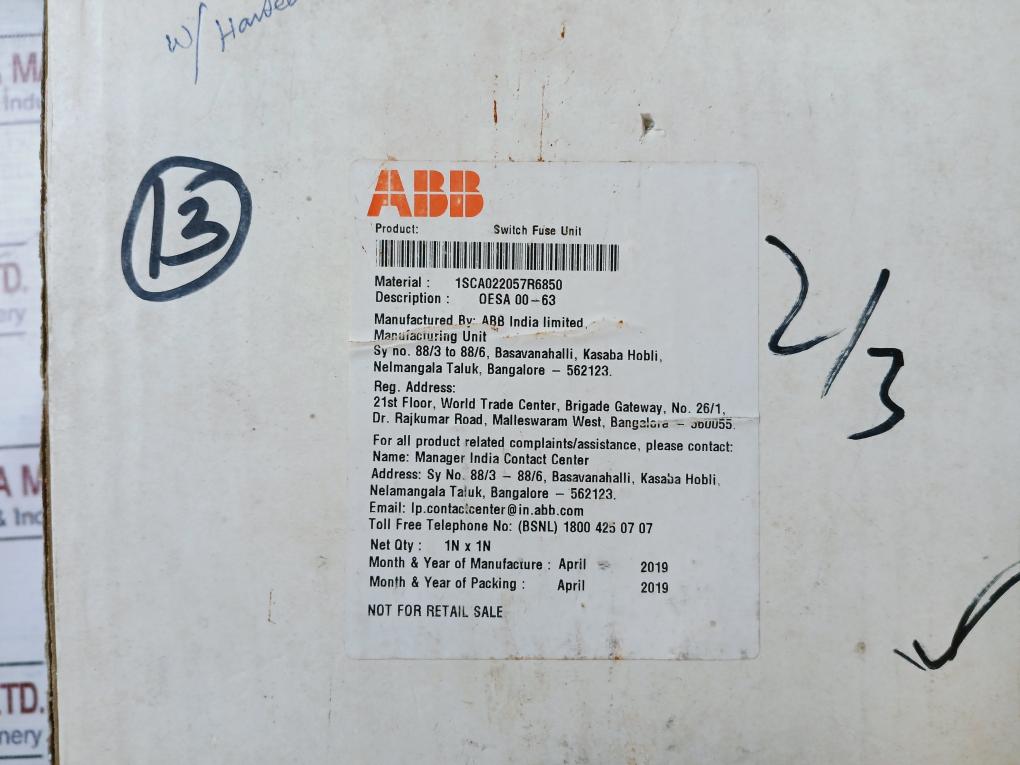 W/
13
2/3
ABB
Product: Switch Fuse Unit
Material : 1SCA022057R6850
Description : OESA 00-63
Manufactured By: ABB India limited,
Manufacturing Unit
Sy no. 88/3 to 88/6, Basavanahalli, Kasaba Hobli,
Nelmangala Taluk, Bangalore – 562123.
Reg. Address:
21st Floor, World Trade Center, Brigade Gateway, No. 26/1,
Dr. Rajkumar Road, Malleswaram West, Bangalore – 560055.
For all product related complaints/assistance, please contact:
Name: Manager India Contact Center
Address: Sy No. 88/3 – 88/6, Basavanahalli, Kasaba Hobli,
Nelamangala Taluk, Bangalore – 562123.
Email: lp.contactcenter@in.abb.com
Toll Free Telephone No: (BSNL) 1800 425 07 07
Net Qty : 1N x 1N
Month & Year of Manufacture : April 2019
Month & Year of Packing : April 2019
NOT FOR RETAIL SALE